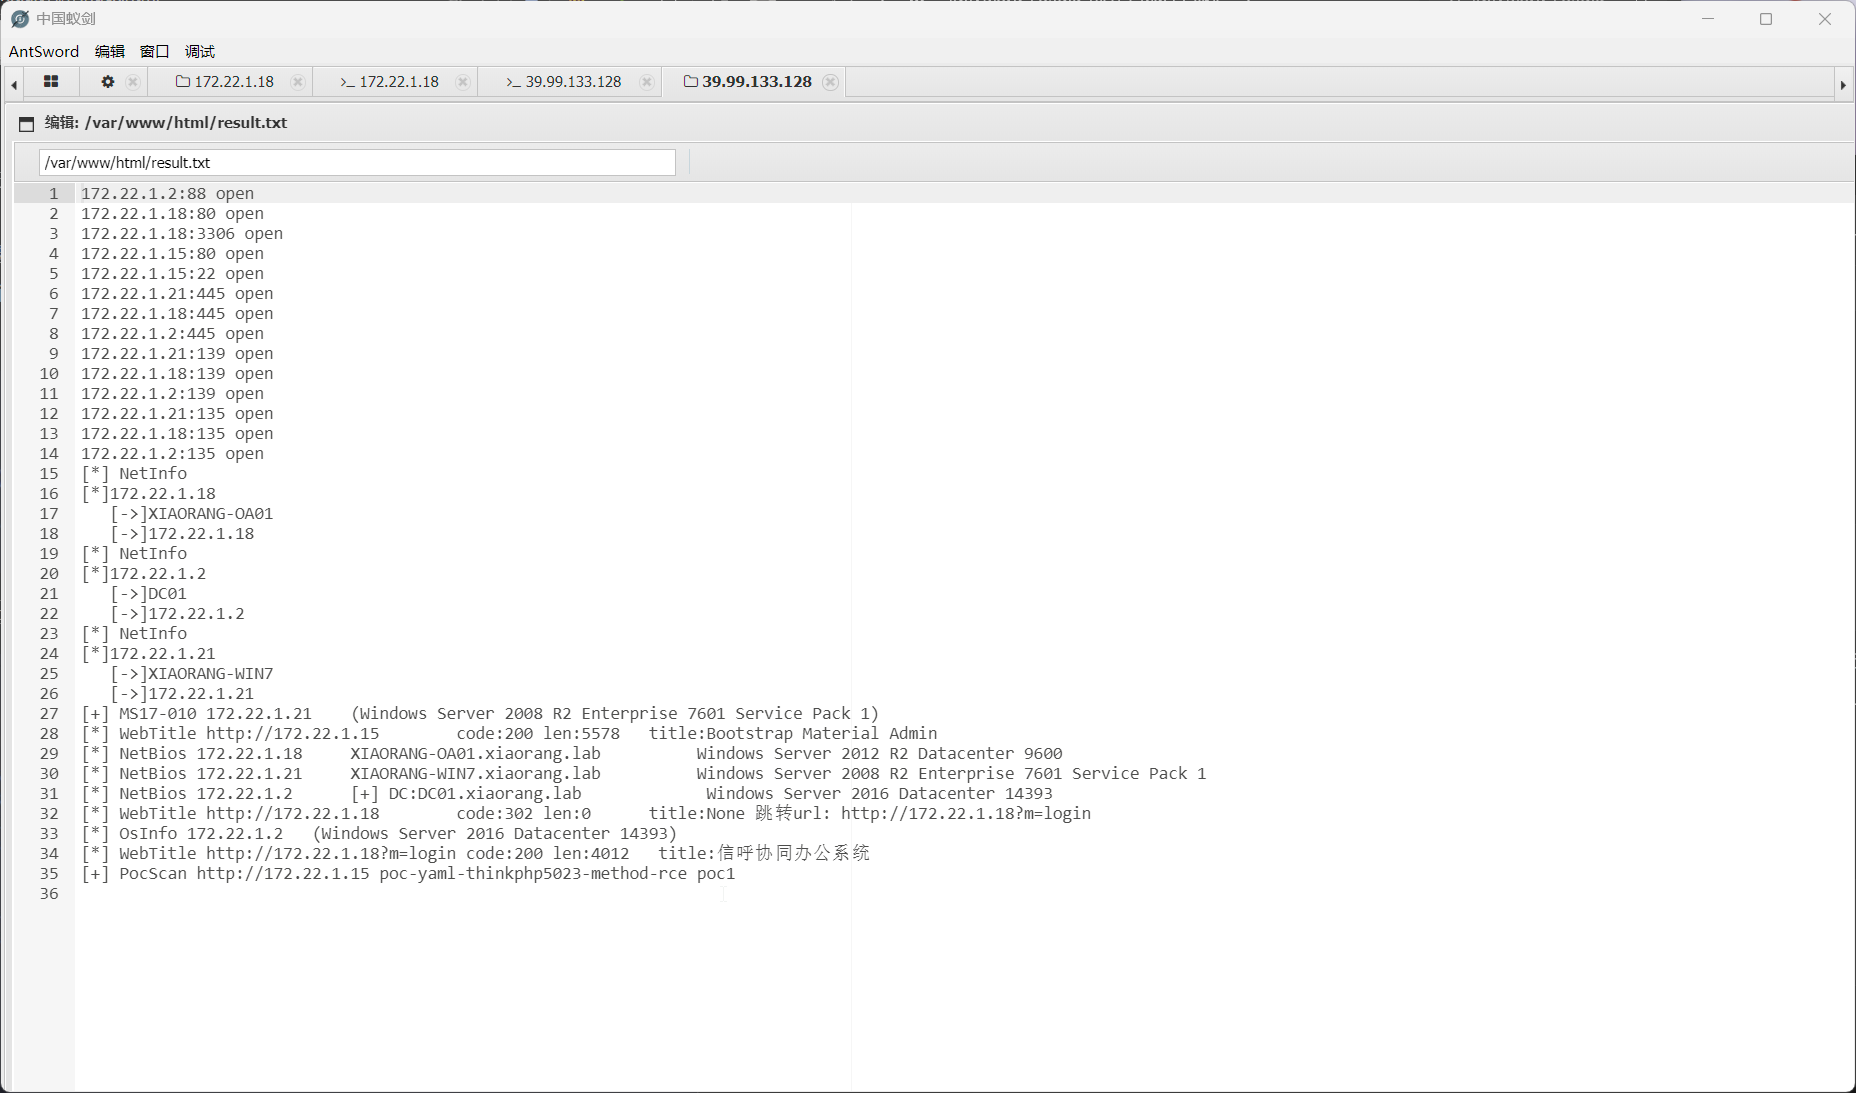 中国蚁剑
AntSword 编辑 窗口 调试
172.22.1.18 >_ 172.22.1.18 >_ 39.99.133.128 39.99.133.128
编辑: /var/www/html/result.txt
/var/www/html/result.txt
1 172.22.1.2:88 open
2 172.22.1.18:80 open
3 172.22.1.18:3306 open
4 172.22.1.15:80 open
5 172.22.1.15:22 open
6 172.22.1.21:445 open
7 172.22.1.18:445 open
8 172.22.1.2:445 open
9 172.22.1.21:139 open
10 172.22.1.18:139 open
11 172.22.1.2:139 open
12 172.22.1.21:135 open
13 172.22.1.18:135 open
14 172.22.1.2:135 open
15 [*] NetInfo
16 [*]172.22.1.18
17 [->]XIAORANG-OA01
18 [->]172.22.1.18
19 [*] NetInfo
20 [*]172.22.1.2
21 [->]DC01
22 [->]172.22.1.2
23 [*] NetInfo
24 [*]172.22.1.21
25 [->]XIAORANG-WIN7
26 [->]172.22.1.21
27 [+] MS17-010 172.22.1.21 (Windows Server 2008 R2 Enterprise 7601 Service Pack 1)
28 [*] WebTitle http://172.22.1.15 code:200 len:5578 title:Bootstrap Material Admin
29 [*] NetBios 172.22.1.18 XIAORANG-OA01.xiaorang.lab Windows Server 2012 R2 Datacenter 9600
30 [*] NetBios 172.22.1.21 XIAORANG-WIN7.xiaorang.lab Windows Server 2008 R2 Enterprise 7601 Service Pack 1
31 [*] NetBios 172.22.1.2 [+] DC:DC01.xiaorang.lab Windows Server 2016 Datacenter 14393
32 [*] WebTitle http://172.22.1.18 code:302 len:0 title:None 跳转url: http://172.22.1.18?m=login
33 [*] OsInfo 172.22.1.2 (Windows Server 2016 Datacenter 14393)
34 [*] WebTitle http://172.22.1.18?m=login code:200 len:4012 title:信呼协同办公系统
35 [+] PocScan http://172.22.1.15 poc-yaml-thinkphp5023-method-rce poc1
36